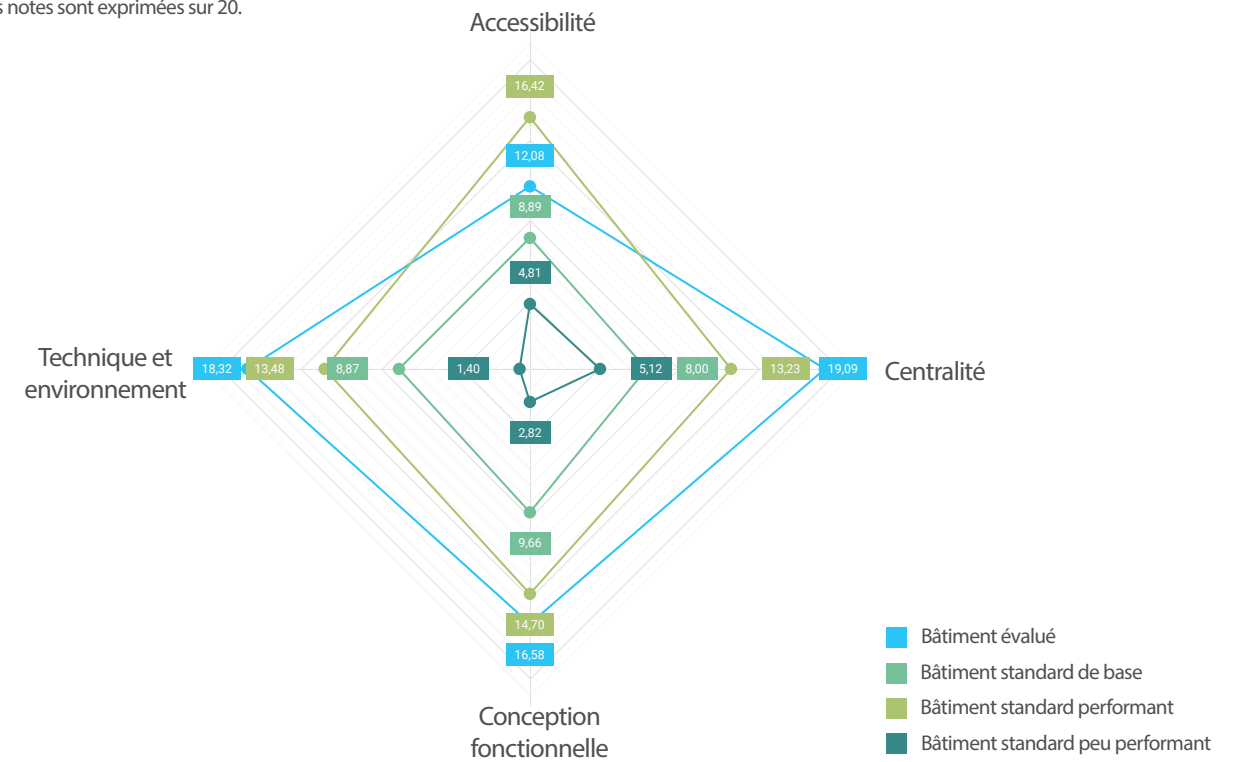 s notes sont exprimées sur 20.
Accessibilité
16,42
12,08
8,89
4,81
Technique et
environnement
18,32
13,48
8,87
1,40
5,12
8,00
13,23
19,09
Centralité
2,82
9,66
14,70
16,58
Conception
fonctionnelle
Bâtiment évalué
Bâtiment standard de base
Bâtiment standard performant
Bâtiment standard peu performant